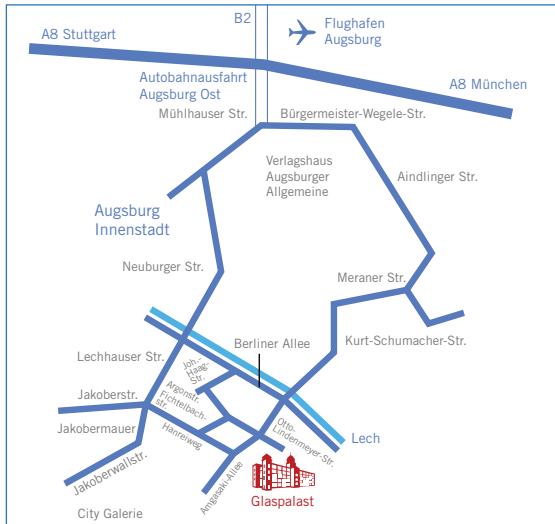 B2
Flughafen
Augsburg
A8 Stuttgart
Autobahnausfahrt
Augsburg Ost
A8 München
Mühlhauser Str.
Bürgermeister-Wegele-Str.
Verlagshaus
Augsburger
Allgemeine
Aindlinger Str.
Augsburg
Innenstadt
Neuburger Str.
Meraner Str.
Berliner Allee
Kurt-Schumacher-Str.
Lechhauser Str.
Joh.-
Haag-
Str.
Jakoberstr.
Argonstr.
Fichtelbach-
str.
Jakobermauer
Hanreiweg
Otto-
Lindenmeyer-Str.
Lech
Jakoberwallstr.
Amgasaki-Allee
Glaspalast
City Galerie